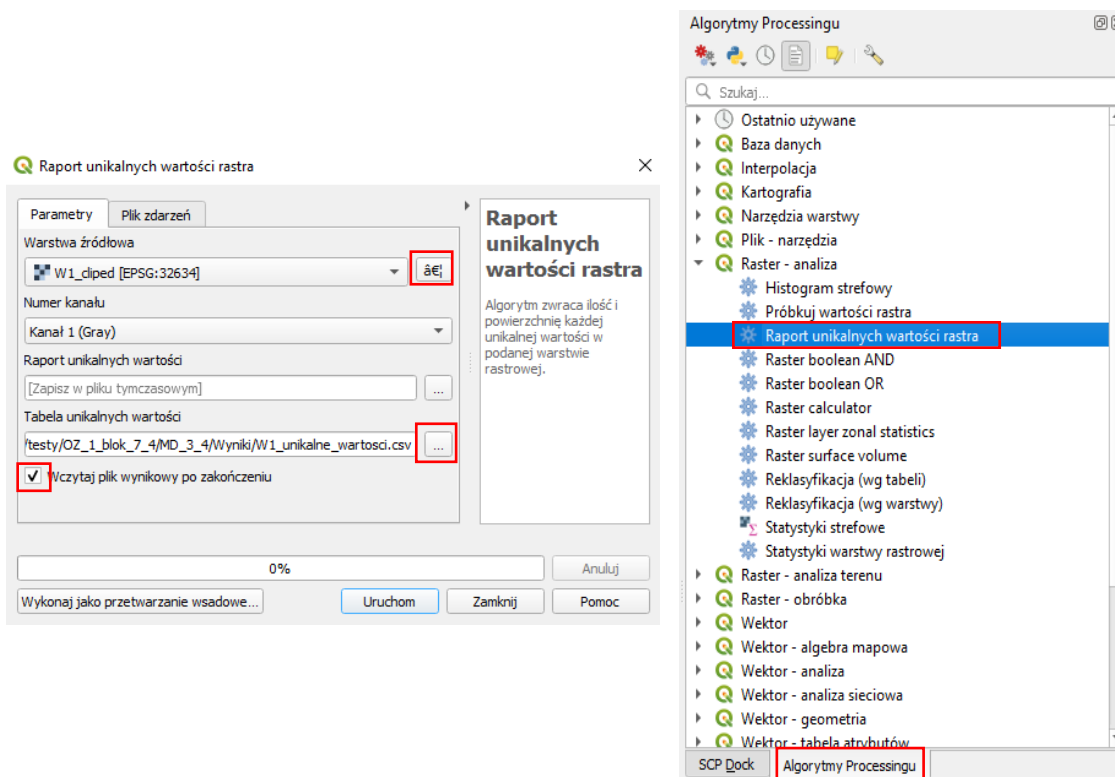 Raport unikalnych wartości rastra
Parametry
Plik zdarzeń
Warstwa źródłowa
W1_cliped [EPSG:32634]
…
Numer kanału
Kanał 1 (Gray)
Raport unikalnych wartości
[Zapisz w pliku tymczasowym]
...
Tabela unikalnych wartości
/testy/OZ_1_blok_7_4/MD_3_4/Wyniki/W1_unikalne_wartosci.csv
...
Wczytaj plik wynikowy po zakończeniu
Raport
unikalnych
wartości rastra
Algorytm zwraca ilość i
powierzchnię każdej
unikalnej wartości w
podanej warstwie
rastrowej.
0%
Anuluj
Wykonaj jako przetwarzanie wsadowe...
Uruchom
Zamknij
Pomoc
Algorytmy Processingu
Szukaj...
Ostatnio używane
Baza danych
Interpolacja
Kartografia
Narzędzia warstwy
Plik - narzędzia
Raster - analiza
Histogram strefowy
Próbkuj wartości rastra
Raport unikalnych wartości rastra
Raster boolean AND
Raster boolean OR
Raster calculator
Raster layer zonal statistics
Raster surface volume
Reklasyfikacja (wg tabeli)
Reklasyfikacja (wg warstwy)
Statystyki strefowe
Statystyki warstwy rastrowej
Raster - analiza terenu
Raster - obróbka
Wektor
Wektor - algebra mapowa
Wektor - analiza
Wektor - analiza sieciowa
Wektor - geometria
Wektor - tabela atrybutów
SCP Dock
Algorytmy Processingu